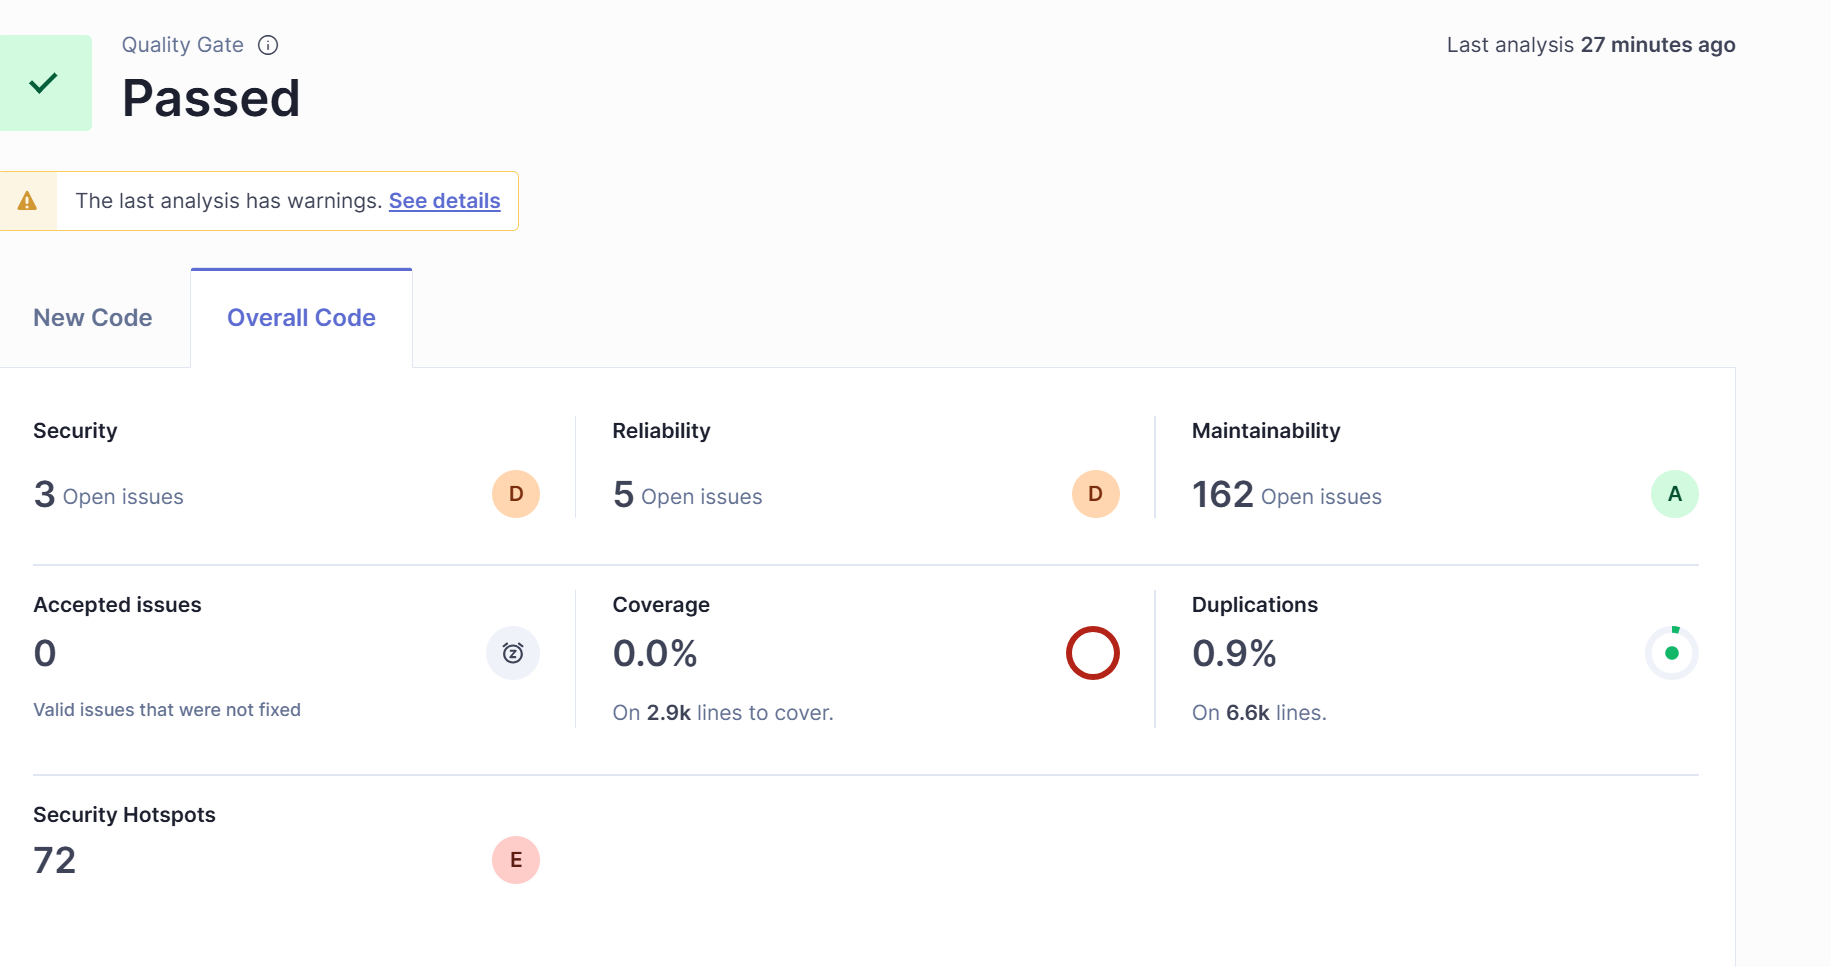 Quality Gate
Last analysis 27 minutes ago
Passed
The last analysis has warnings. See details
New Code
Overall Code
Security
3 Open issues
D
Reliability
5 Open issues
D
Maintainability
162 Open issues
A
Accepted issues
0
Valid issues that were not fixed
Coverage
0.0%
On 2.9k lines to cover.
Duplications
0.9%
On 6.6k lines.
Security Hotspots
72
E